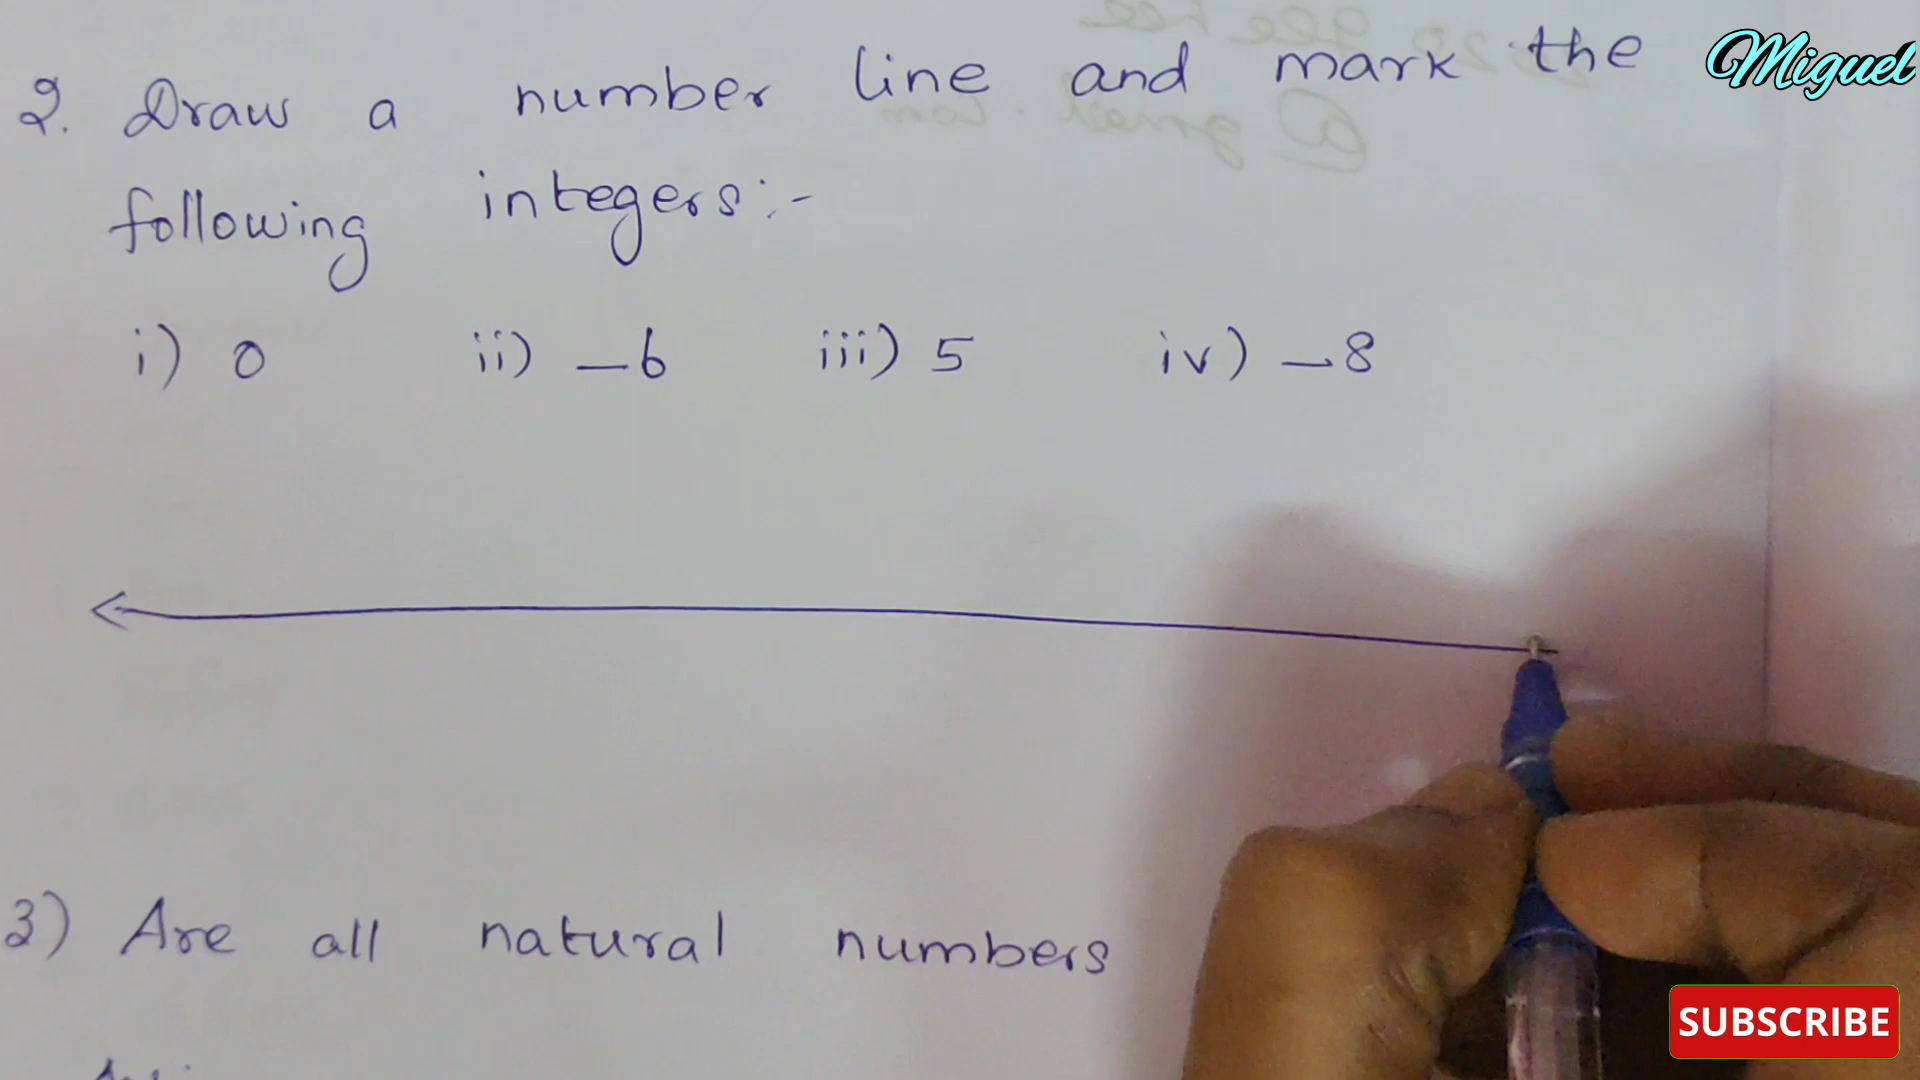 Miguel
2. Draw a number line and mark the
following integers:-
i) 0 ii) -6 iii) 5 iv) -8
3) Are all natural numbers
SUBSCRIBE